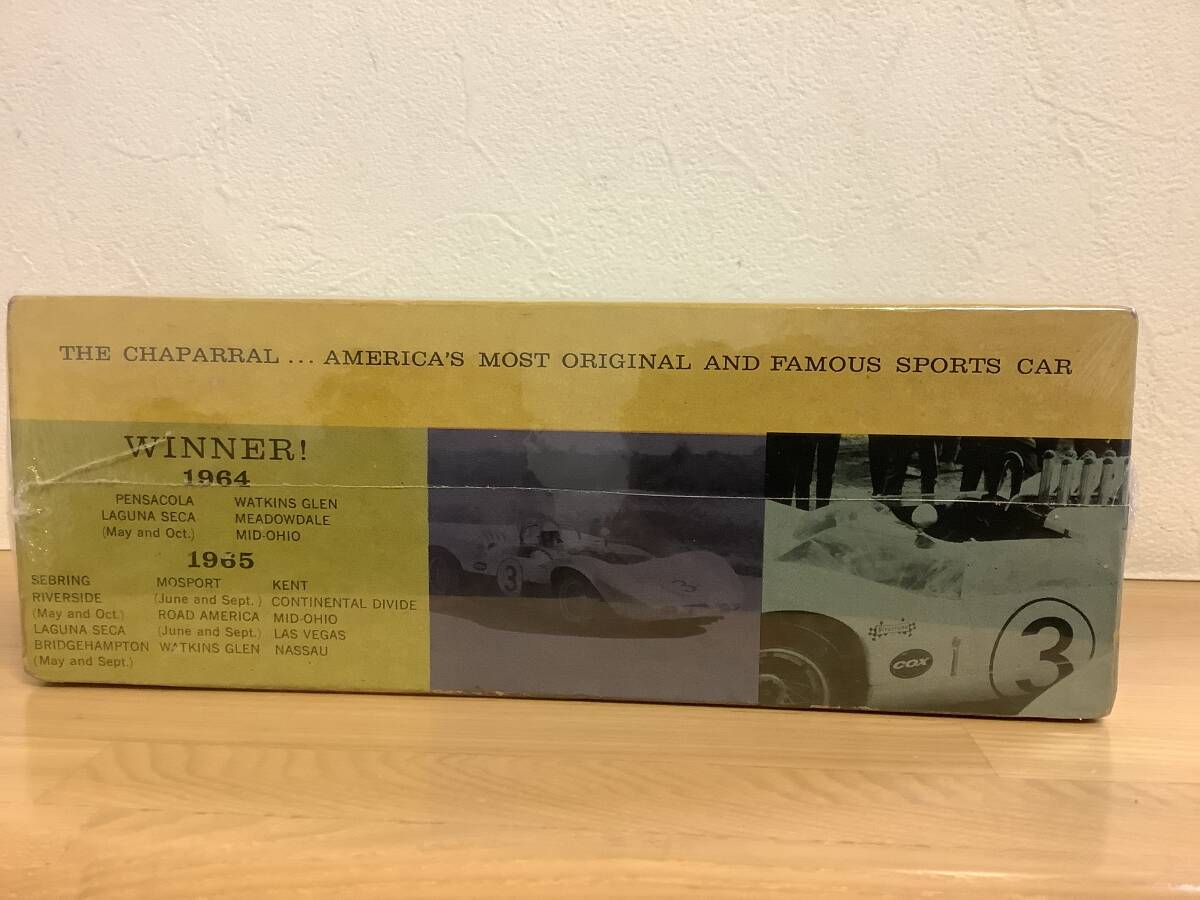 THE CHAPARRAL ... AMERICA'S MOST ORIGINAL AND FAMOUS SPORTS CAR
WINNER!
1964
PENSACOLA
LAGUNA SECA
(May and Oct.)
WATKINS GLEN
MEADOWDALE
MID-OHIO
1965
SEBRING
RIVERSIDE
(May and Oct.)
LAGUNA SECA
BRIDGEHAMPTON
(May and Sept.)
MOSPORT
(June and Sept.)
ROAD AMERICA
(June and Sept.)
WATKINS GLEN
KENT
CONTINENTAL DIVIDE
MID-OHIO
LAS VEGAS
NASSAU
3
3
COX
3